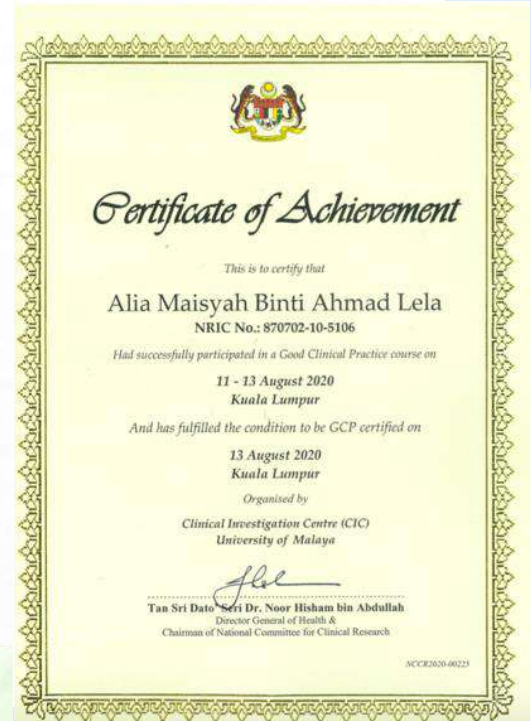 Certificate of Achievement
This is to certify that
Alia Maisyah Binti Ahmad Lela
NRIC No.: 870702-10-5106
Had successfully participated in a Good Clinical Practice course on
11 - 13 August 2020
Kuala Lumpur
And has fulfilled the condition to be GCP certified on
13 August 2020
Kuala Lumpur
Organised by
Clinical Investigation Centre (CIC)
University of Malaya
Tan Sri Dato' Seri Dr. Noor Hisham bin Abdullah
Director General of Health &
Chairman of National Committee for Clinical Research
NCCR2020-00225